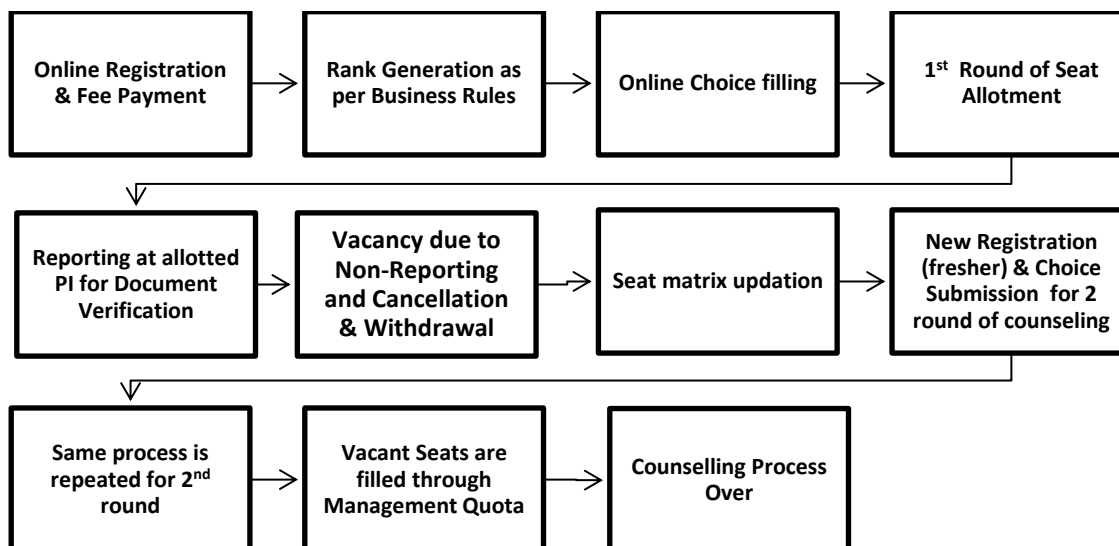 Online Registration
& Fee Payment
Rank Generation as
per Business Rules
Online Choice filling
1st Round of Seat
Allotment
Reporting at allotted
PI for Document
Verification
Vacancy due to
Non-Reporting
and Cancellation
& Withdrawal
Seat matrix updation
New Registration
(fresher) & Choice
Submission for 2
round of counseling
Same process is
repeated for 2nd
round
Vacant Seats are
filled through
Management Quota
Counselling Process
Over